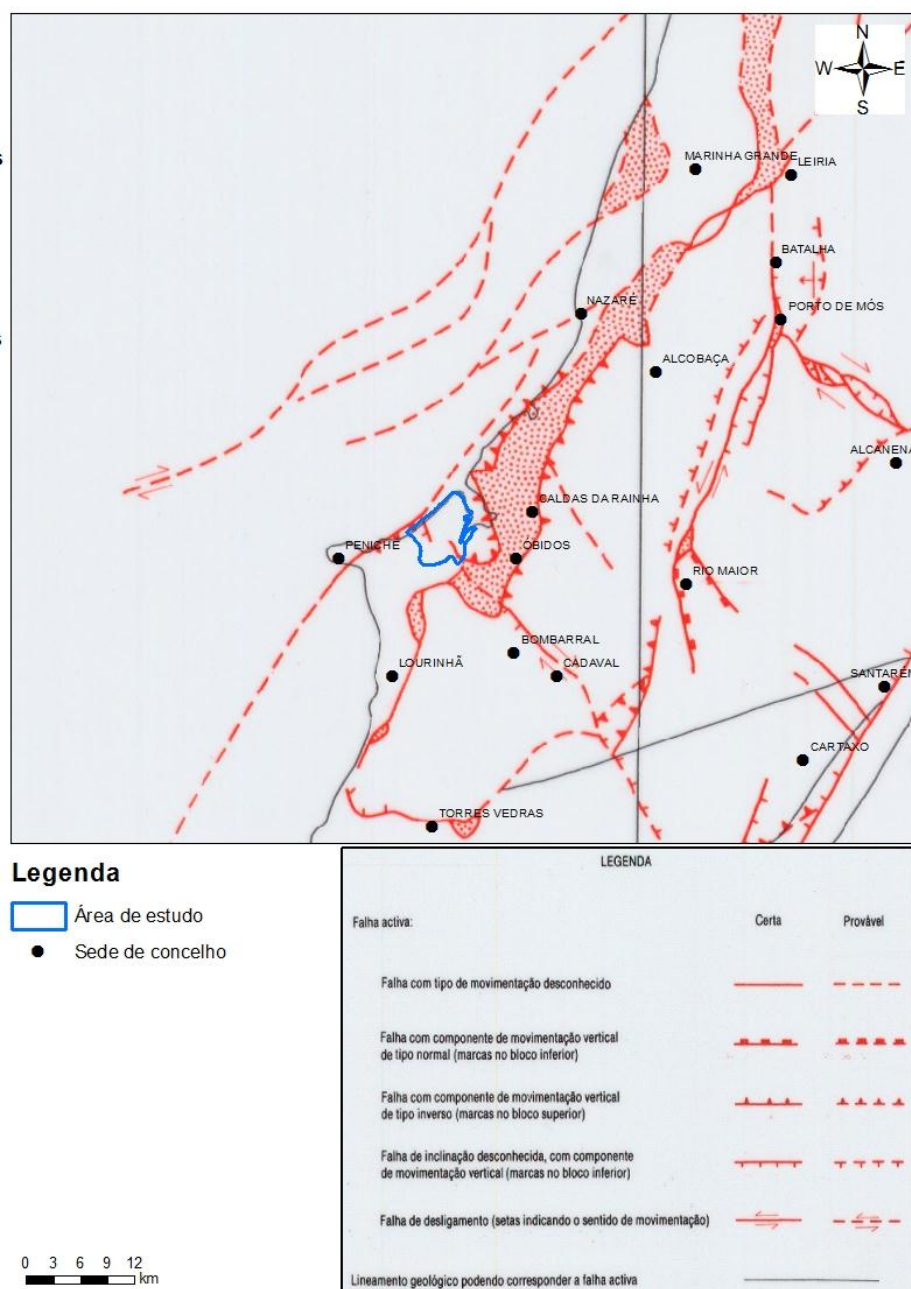 N
W E
S
MARINHA GRANDE
LEIRIA
BATALHA
NAZARÉ
PORTO DE MÓS
ALCOBAÇA
ALCANENA
CALDAS DA RAINHA
PENICHE
ÓBIDOS
RIO MAIOR
BOMBARRAL
LOURINHÃ
CADAVAL
CARTAXO
TORRES VEDRAS
Legenda
Área de estudo
Sede de concelho
0 3 6 9 12
km
LEGENDA
Falha activa: Certa Provável
Falha com tipo de movimentação desconhecido
Falha com componente de movimentação vertical
de tipo normal (marcas no bloco inferior)
Falha com componente de movimentação vertical
de tipo inverso (marcas no bloco superior)
Falha de inclinação desconhecida, com componente
de movimentação vertical (marcas no bloco inferior)
Falha de desligamento (setas indicando o sentido de movimentação)
Lineamento geológico podendo corresponder a falha activa